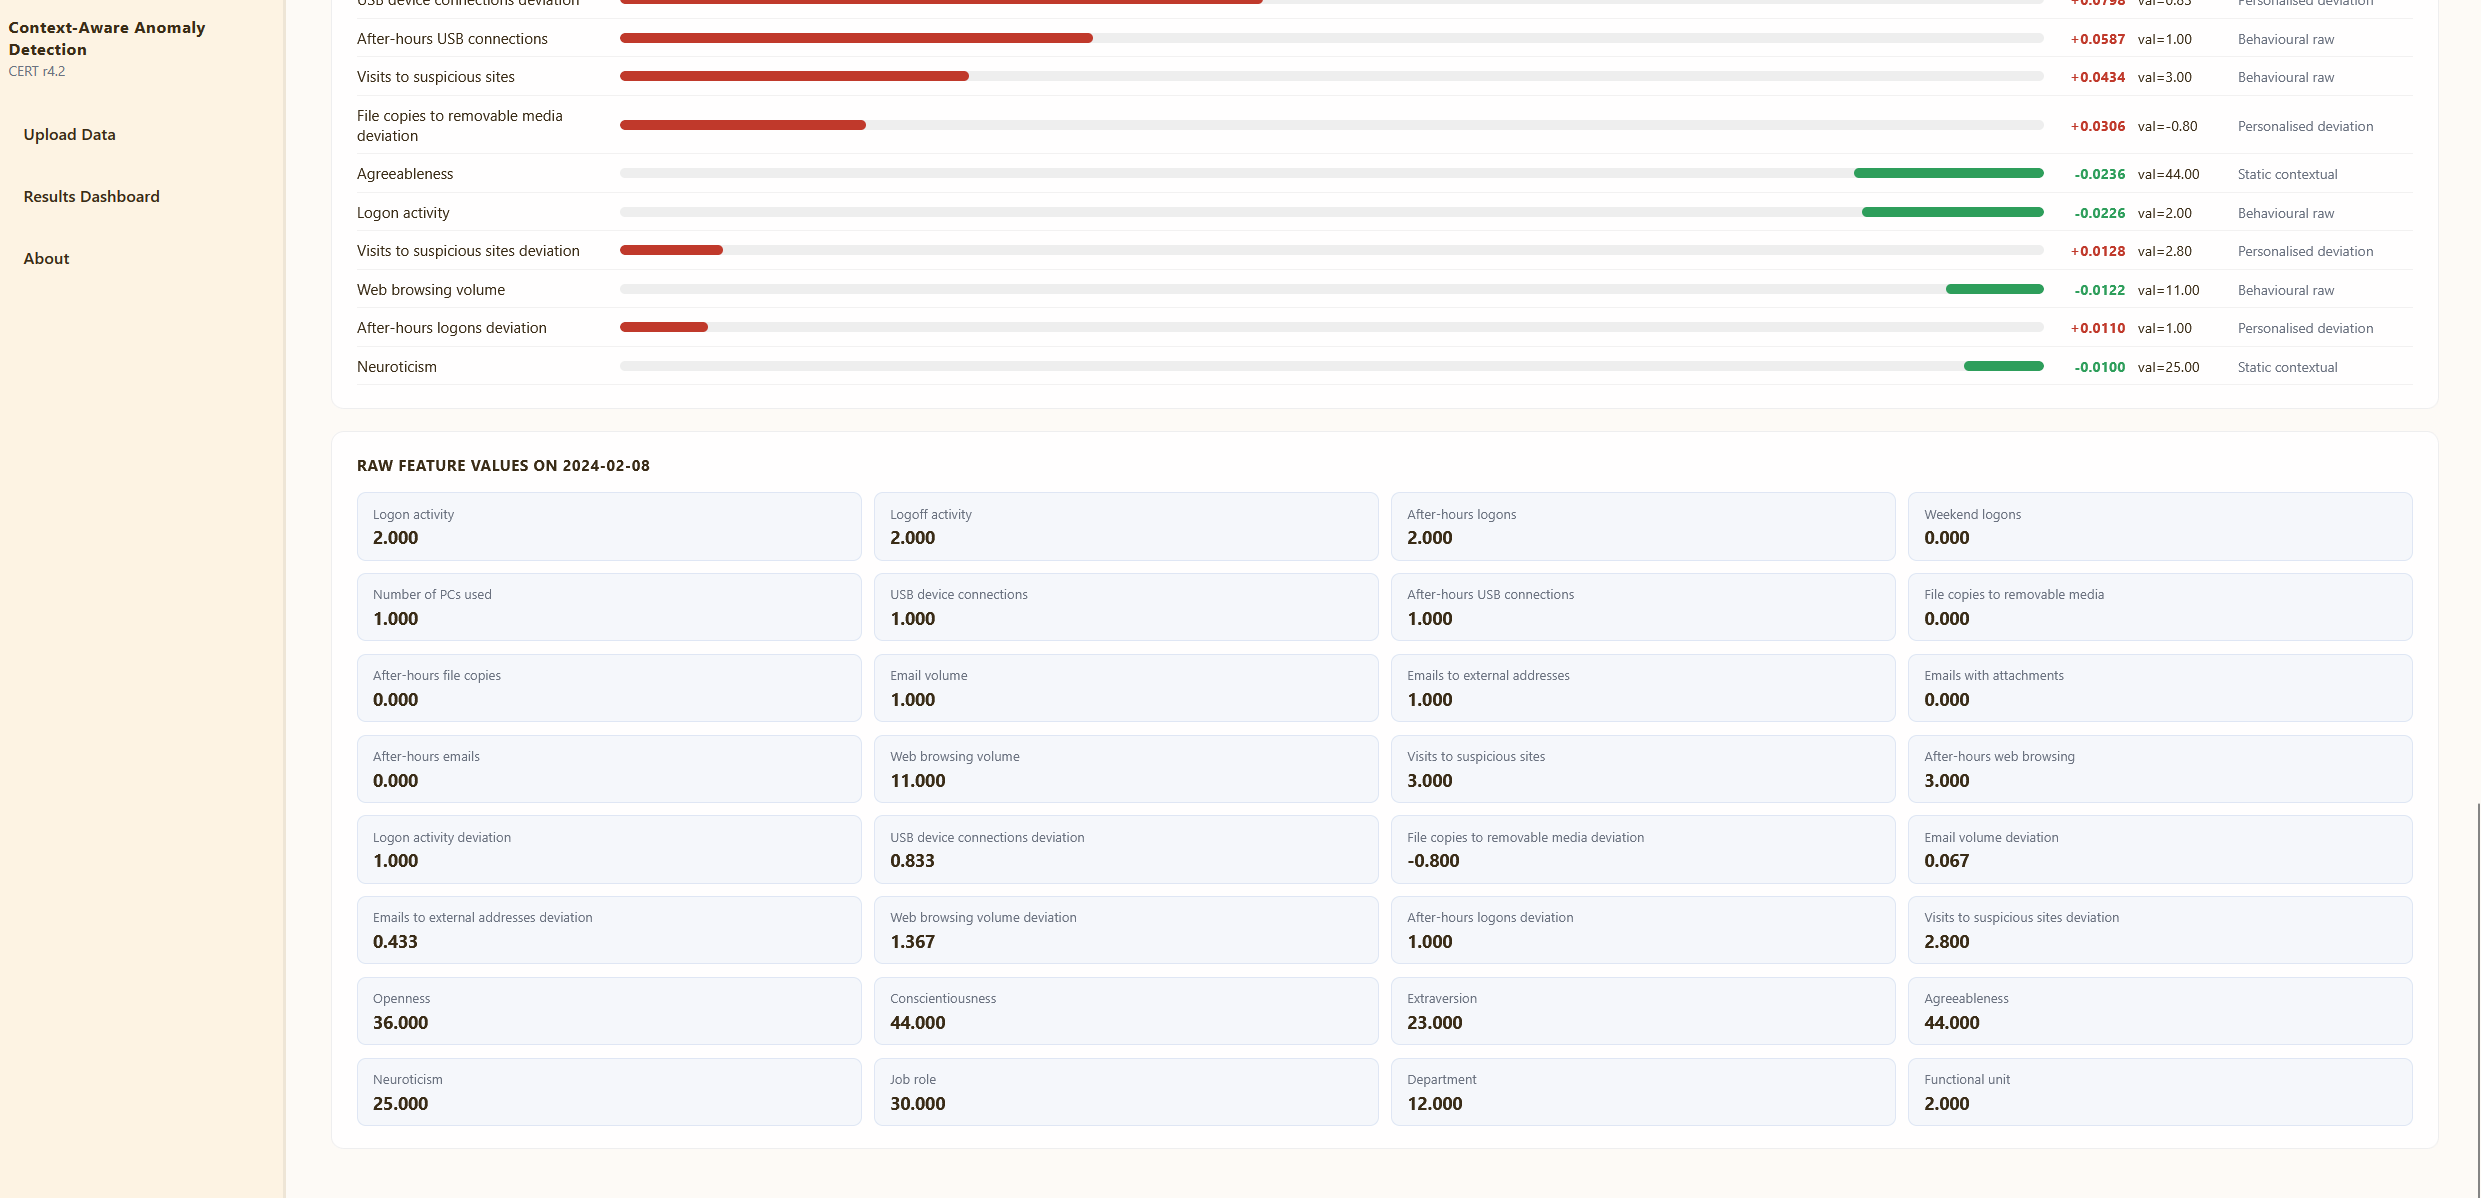 Context-Aware Anomaly
Detection
CERT r4.2
Upload Data
Results Dashboard
About
USB device connections deviation +0.0798 val=0.83 Personalised deviation
After-hours USB connections +0.0587 val=1.00 Behavioural raw
Visits to suspicious sites +0.0434 val=3.00 Behavioural raw
File copies to removable media
deviation +0.0306 val=-0.80 Personalised deviation
Agreeableness -0.0236 val=44.00 Static contextual
Logon activity -0.0226 val=2.00 Behavioural raw
Visits to suspicious sites deviation +0.0128 val=2.80 Personalised deviation
Web browsing volume -0.0122 val=11.00 Behavioural raw
After-hours logons deviation +0.0110 val=1.00 Personalised deviation
Neuroticism -0.0100 val=25.00 Static contextual
RAW FEATURE VALUES ON 2024-02-08
Logon activity Logoff activity After-hours logons Weekend logons
2.000 2.000 2.000 0.000
Number of PCs used USB device connections After-hours USB connections File copies to removable media
1.000 1.000 1.000 0.000
After-hours file copies Email volume Emails to external addresses Emails with attachments
0.000 1.000 1.000 0.000
After-hours emails Web browsing volume Visits to suspicious sites After-hours web browsing
0.000 11.000 3.000 3.000
Logon activity deviation USB device connections deviation File copies to removable media deviation Email volume deviation
1.000 0.833 -0.800 0.067
Emails to external addresses deviation Web browsing volume deviation After-hours logons deviation Visits to suspicious sites deviation
0.433 1.367 1.000 2.800
Openness Conscientiousness Extraversion Agreeableness
36.000 44.000 23.000 44.000
Neuroticism Job role Department Functional unit
25.000 30.000 12.000 2.000